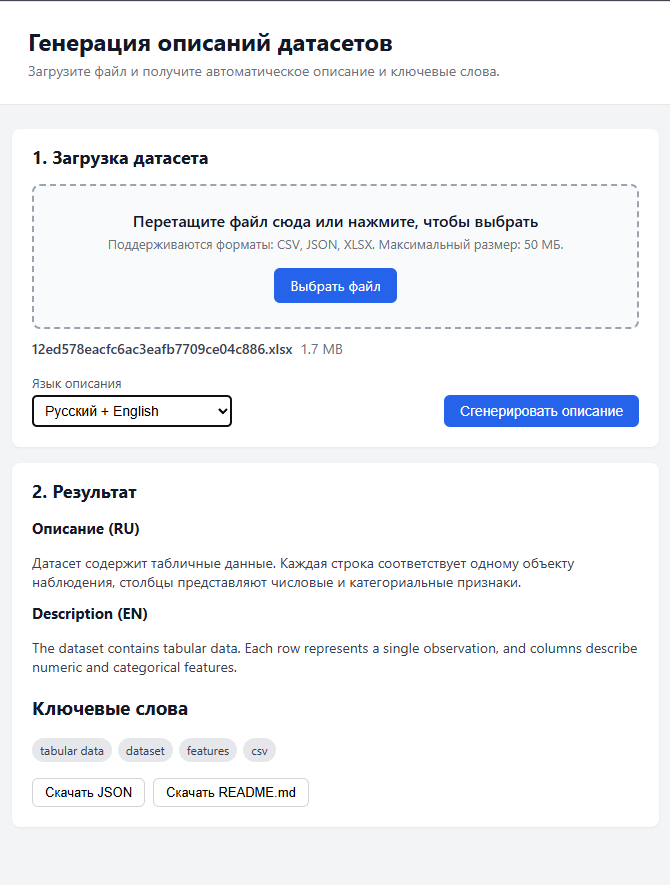 Генерация описаний датасетов
Загрузите файл и получите автоматическое описание и ключевые слова.
1. Загрузка датасета
Перетащите файл сюда или нажмите, чтобы выбрать
Поддерживаются форматы: CSV, JSON, XLSX. Максимальный размер: 50 МБ.
Выбрать файл
12ed578eacfc6ac3eafb7709ce04c886.xlsx 1.7 MB
Язык описания
Русский + English
Сгенерировать описание
2. Результат
Описание (RU)
Датасет содержит табличные данные. Каждая строка соответствует одному объекту
наблюдения, столбцы представляют числовые и категориальные признаки.
Description (EN)
The dataset contains tabular data. Each row represents a single observation, and columns describe
numeric and categorical features.
Ключевые слова
tabular data dataset features csv
Скачать JSON Скачать README.md